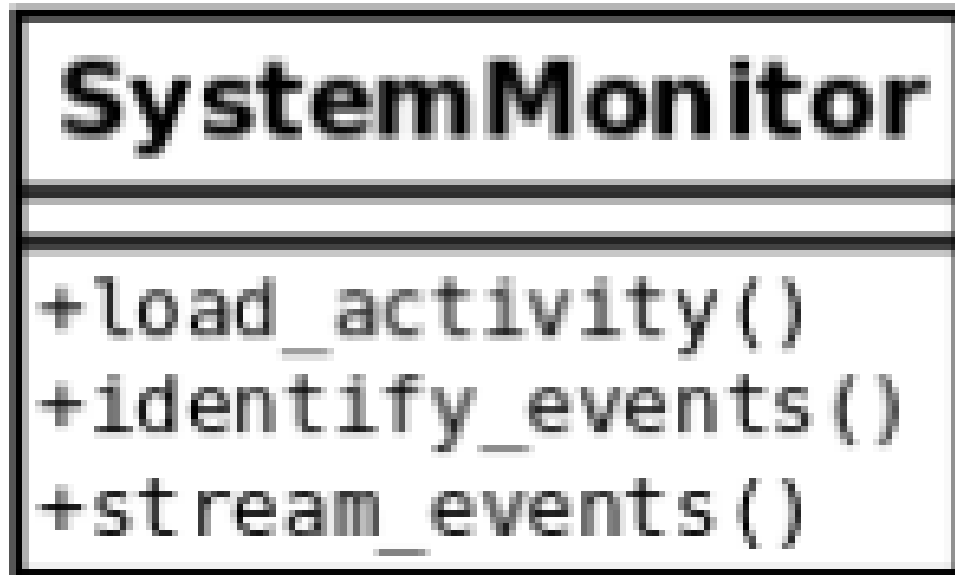 SystemMonitor
+load_activity()
+identify_events()
+stream_events()